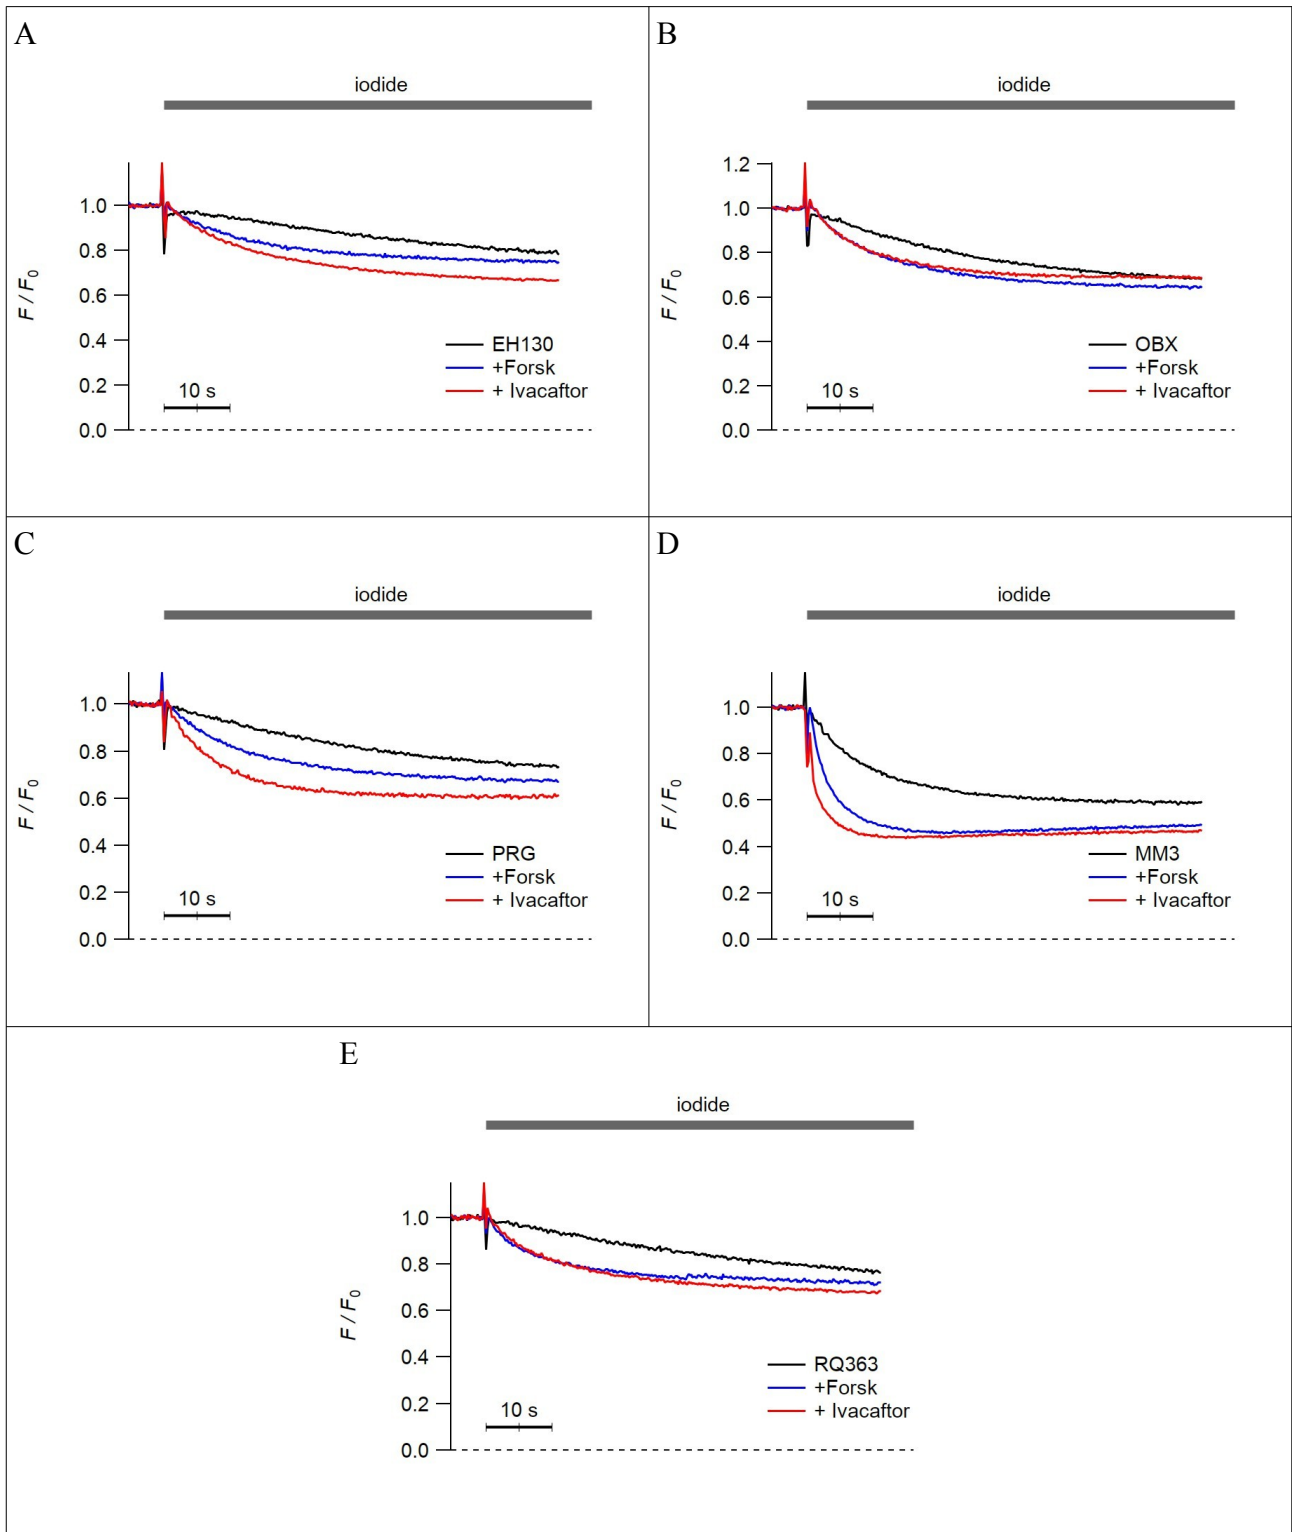 A
iodide
1.0
0.8
0.6
0.4
0.2
0.0
F / F0
EH130
+Forsk
+ Ivacaftor
10 s
B
iodide
1.2
1.0
0.8
0.6
0.4
0.2
0.0
F / F0
OBX
+Forsk
+ Ivacaftor
10 s
C
iodide
1.0
0.8
0.6
0.4
0.2
0.0
F / F0
PRG
+Forsk
+ Ivacaftor
10 s
D
iodide
1.0
0.8
0.6
0.4
0.2
0.0
F / F0
MM3
+Forsk
+ Ivacaftor
10 s
E
iodide
1.0
0.8
0.6
0.4
0.2
0.0
F / F0
RQ363
+Forsk
+ Ivacaftor
10 s